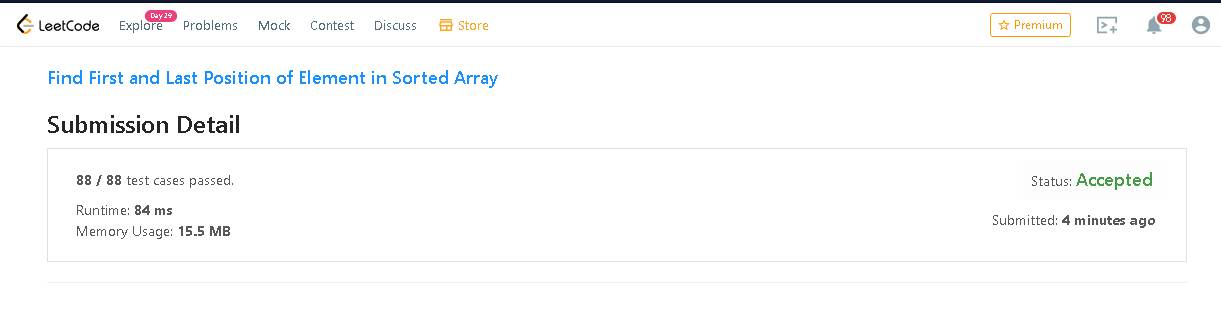 LeetCode Explore Day 29 Problems Mock Contest Discuss Store Premium 98
Find First and Last Position of Element in Sorted Array
Submission Detail
88 / 88 test cases passed. Status: Accepted
Runtime: 84 ms
Submitted: 4 minutes ago
Memory Usage: 15.5 MB